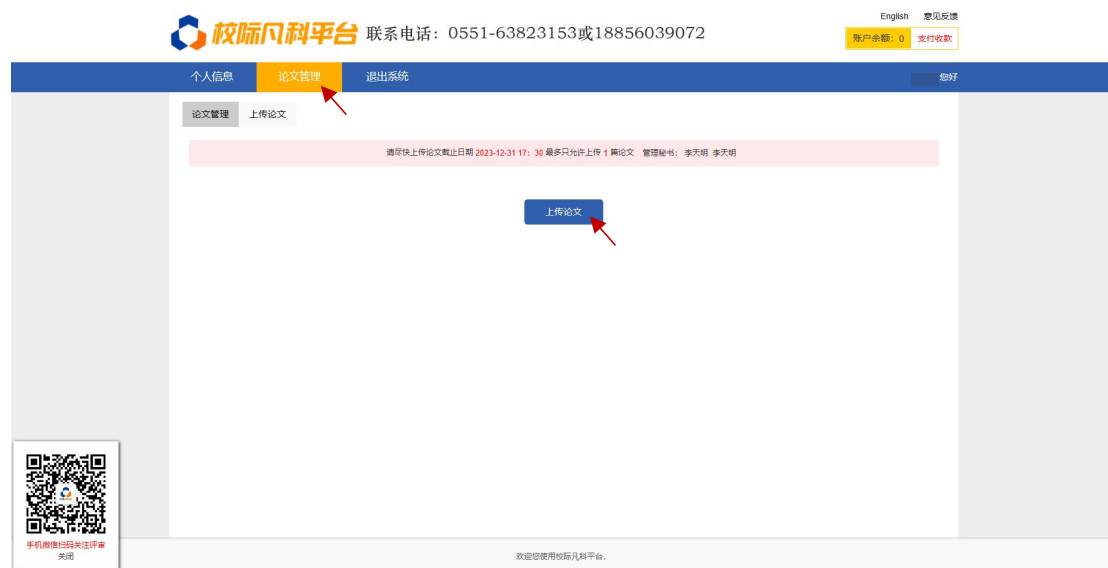 English 意见反馈
校际凡科平台 联系电话：0551-63823153或18856039072
账户余额：0 支付收款
个人信息 论文管理 退出系统 您好
论文管理 上传论文
请尽快上传论文截止日期 2023-12-31 17：30 最多只允许上传 1 篇论文 管理秘书： 李天明 李天明
上传论文
手机微信扫码关注评审
关闭
欢迎您使用校际凡科平台.